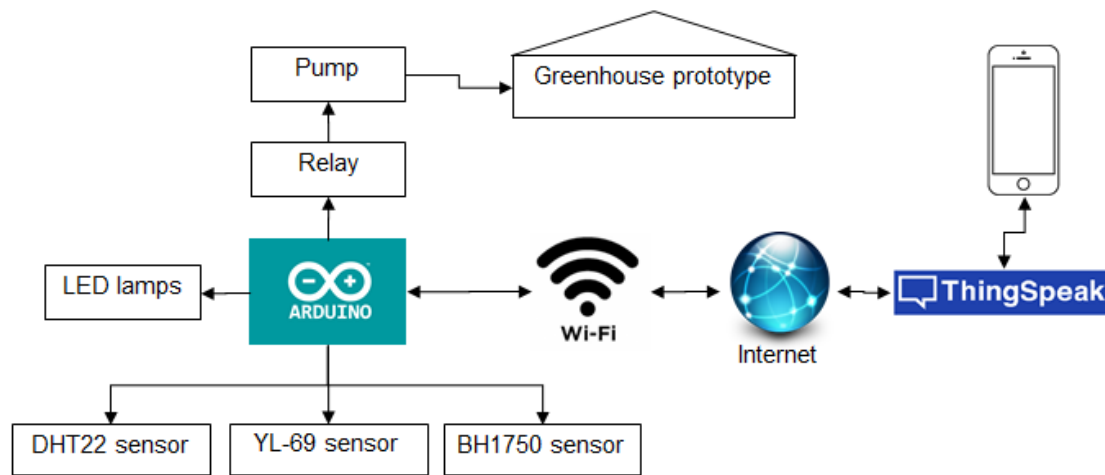 Pump
Greenhouse prototype
Relay
LED lamps
ARDUINO
Wi-Fi
Internet
ThingSpeak
DHT22 sensor
YL-69 sensor
BH1750 sensor